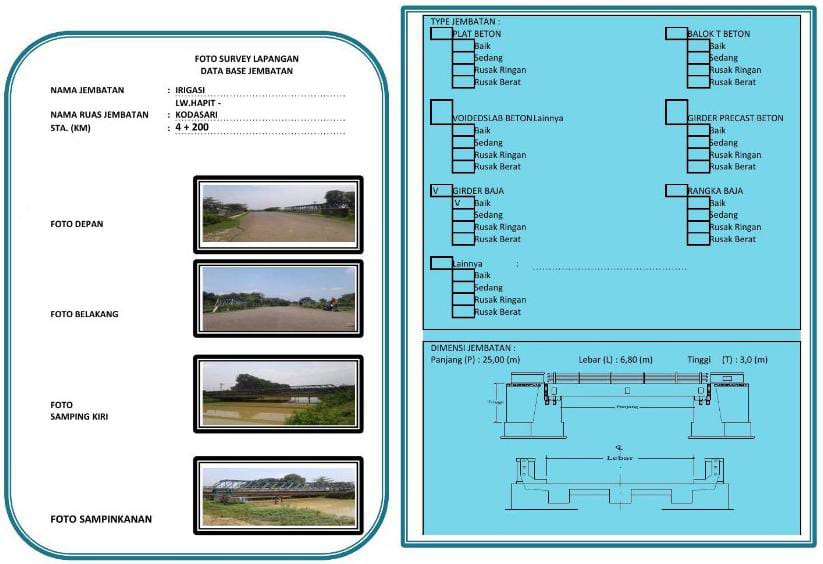 FOTO SURVEY LAPANGAN
DATA BASE JEMBATAN
NAMA JEMBATAN : IRIGASI
LW.HAPIT -
NAMA RUAS JEMBATAN : KODASARI
STA. (KM) : 4 + 200
FOTO DEPAN
FOTO BELAKANG
FOTO
SAMPING KIRI
FOTO SAMPINKANAN
TYPE JEMBATAN :
PLAT BETON
Baik
Sedang
Rusak Ringan
Rusak Berat
BALOK T BETON
Baik
Sedang
Rusak Ringan
Rusak Berat
VOIDEDSLAB BETON Lainnya
Baik
Sedang
Rusak Ringan
Rusak Berat
GIRDER PRECAST BETON
Baik
Sedang
Rusak Ringan
Rusak Berat
V GIRDER BAJA
V Baik
Sedang
Rusak Ringan
Rusak Berat
RANGKA BAJA
Baik
Sedang
Rusak Ringan
Rusak Berat
Lainnya :
Baik
Sedang
Rusak Ringan
Rusak Berat
DIMENSI JEMBATAN :
Panjang (P) : 25,00 (m) Lebar (L) : 6,80 (m) Tinggi (T) : 3,0 (m)
Tinggi
Panjang
Lebar